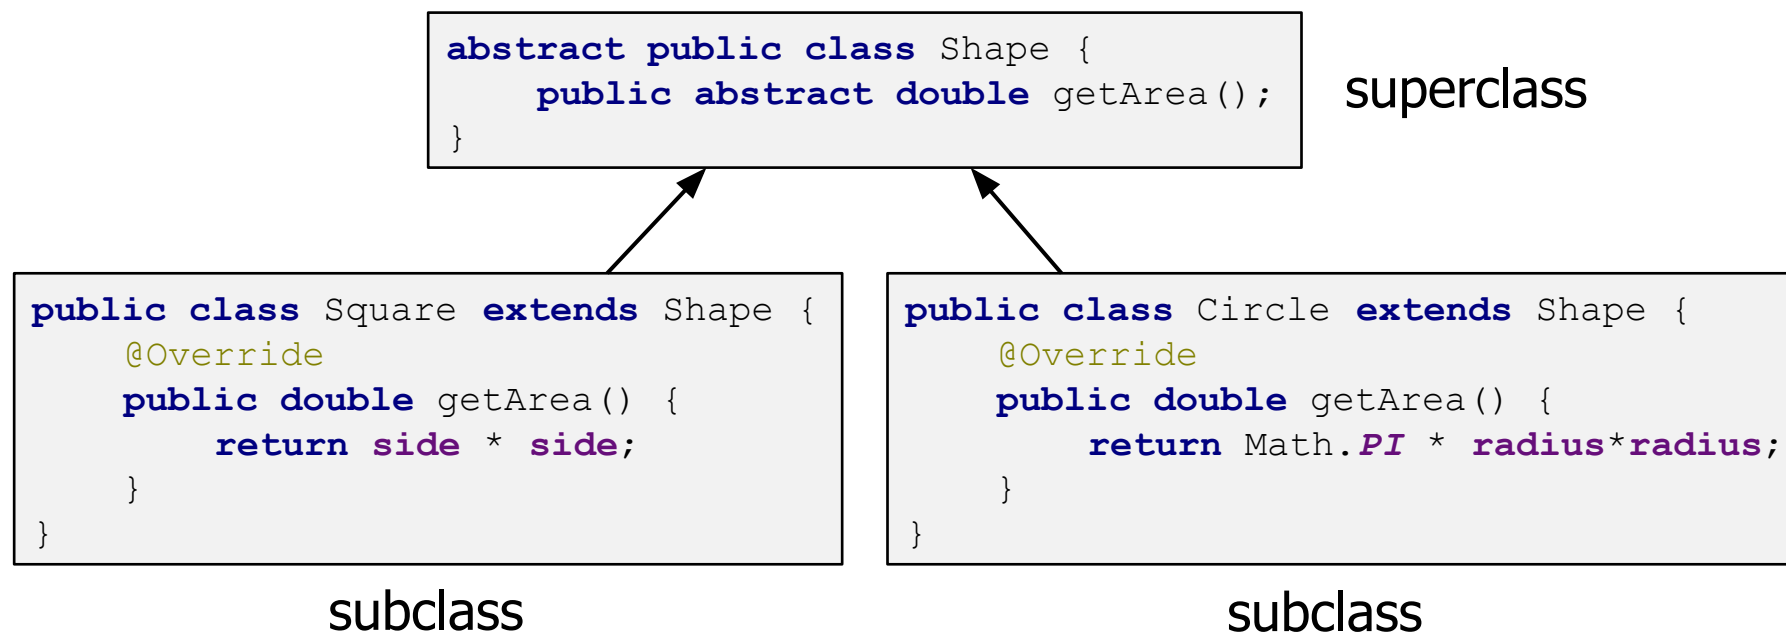 abstract public class Shape {
    public abstract double getArea();
}
superclass
public class Square extends Shape {
    @Override
    public double getArea() {
        return side * side;
    }
}
subclass
public class Circle extends Shape {
    @Override
    public double getArea() {
        return Math.PI * radius*radius;
    }
}
subclass